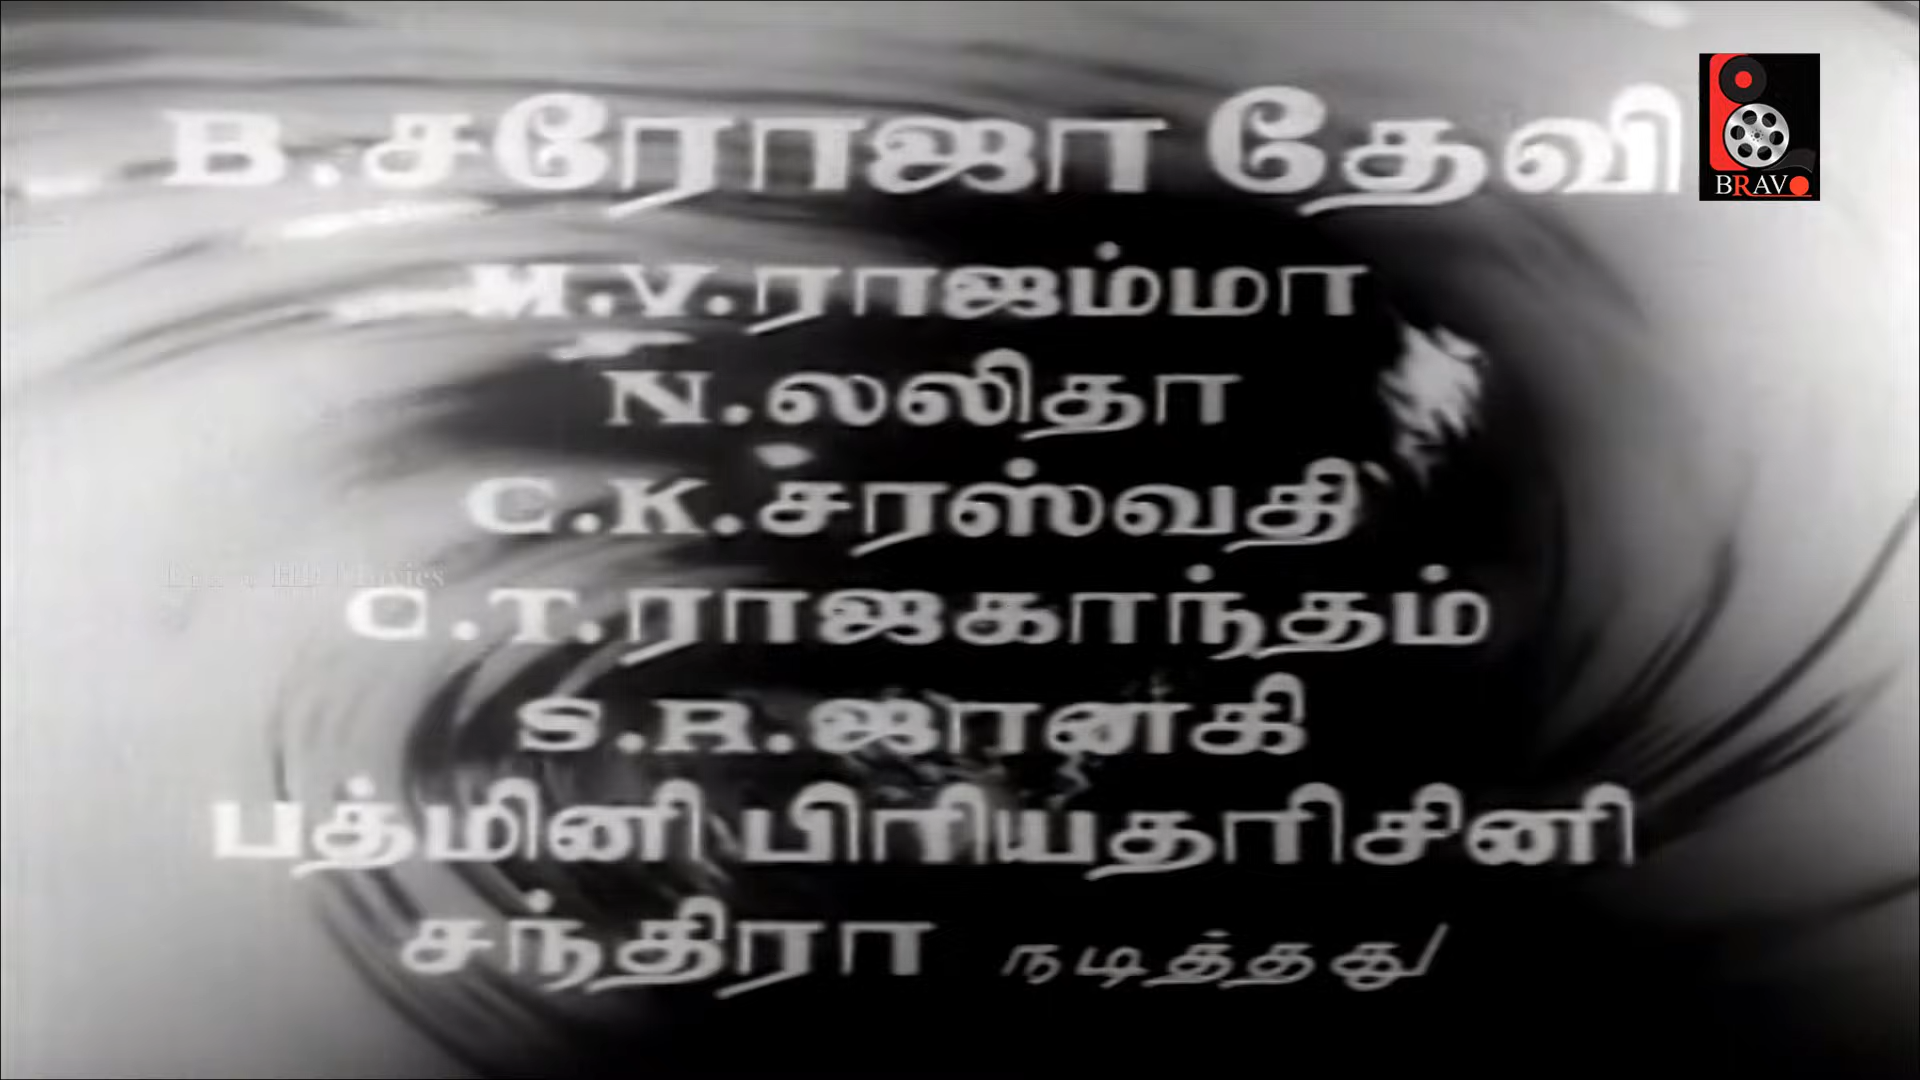 B.சரோஜா தேவி
BRAVO
M.V.ராஜம்மா
N.லலிதா
C.K.சரஸ்வதி
C.T.ராஜகாந்தம்
S.R.ஜானகி
பத்மினி பிரியதரிசினி
சந்திரா நடித்தது